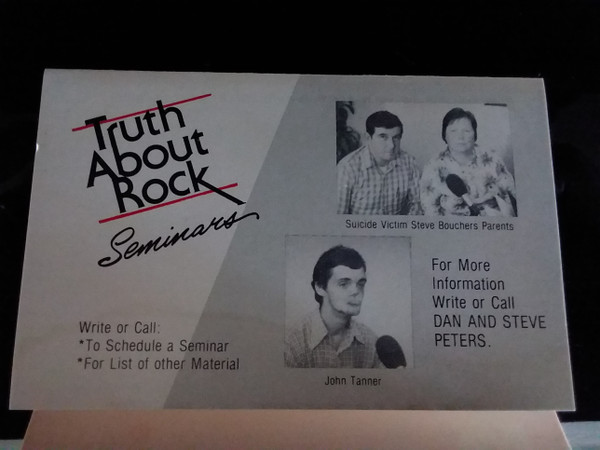 Truth
About
Rock
Seminars
Write or Call:
*To Schedule a Seminar
*For List of other Material
Suicide Victim Steve Bouchers Parents
John Tanner
For More
Information
Write or Call
DAN AND STEVE
PETERS.